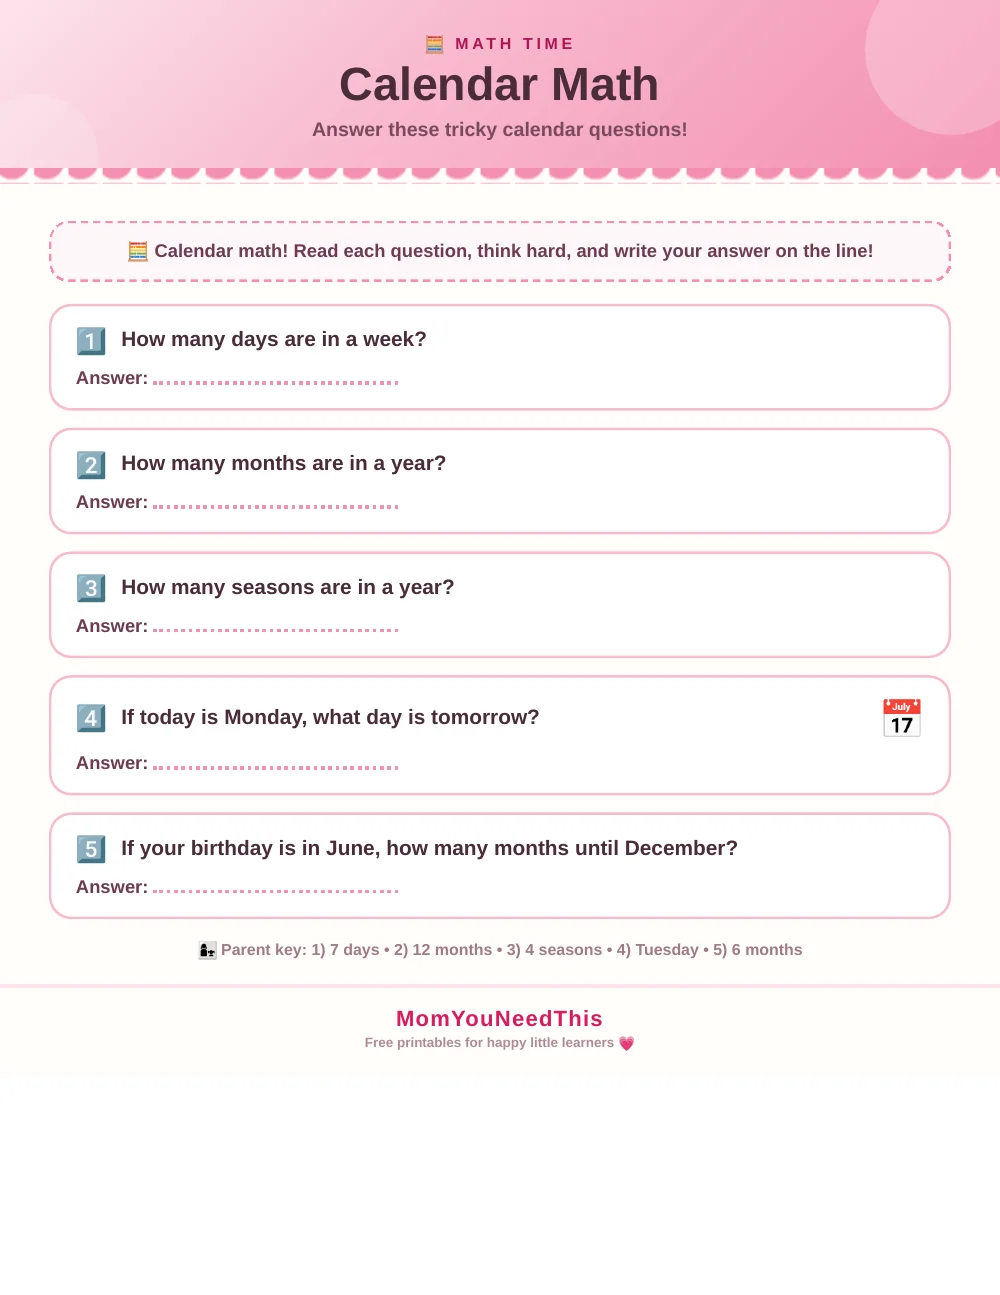 🧮 MATH TIME
Calendar Math
Answer these tricky calendar questions!
🧮 Calendar math! Read each question, think hard, and write your answer on the line!
1 How many days are in a week?
Answer:
2 How many months are in a year?
Answer:
3 How many seasons are in a year?
Answer:
4 If today is Monday, what day is tomorrow?
July
17
Answer:
5 If your birthday is in June, how many months until December?
Answer:
Parent key: 1) 7 days • 2) 12 months • 3) 4 seasons • 4) Tuesday • 5) 6 months
MomYouNeedThis
Free printables for happy little learners 💗